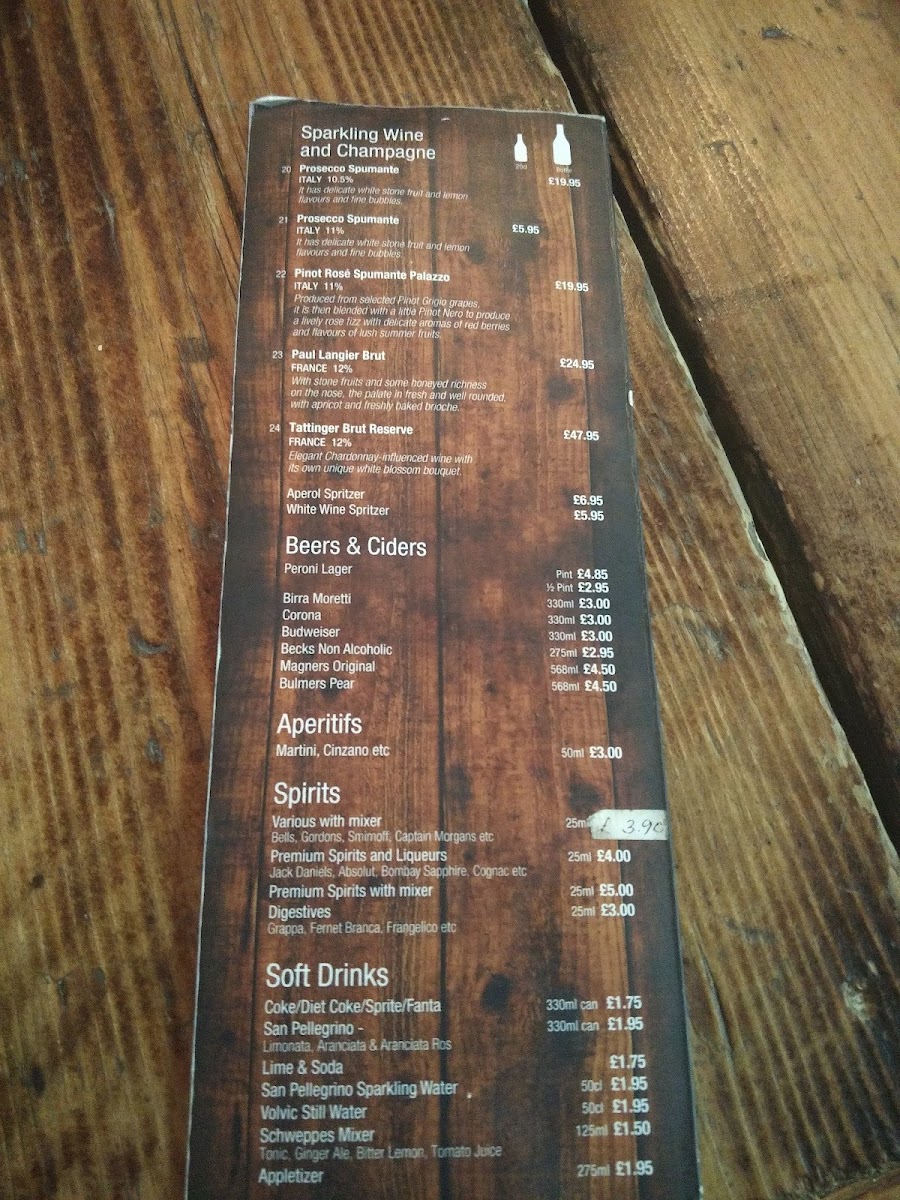 Sparkling Wine
and Champagne
Bottle
20 Prosecco Spumante £19.95
ITALY 10.5%
It has delicate white stone fruit and lemon
flavours and fine bubbles.
21 Prosecco Spumante £5.95
ITALY 11%
It has delicate white stone fruit and lemon
flavours and fine bubbles.
22 Pinot Rosé Spumante Palazzo £19.95
ITALY 11%
Produced from selected Pinot Grigio grapes,
it is then blended with a little Pinot Nero to produce
a lively rose fizz with delicate aromas of red berries
and flavours of lush summer fruits.
23 Paul Langier Brut £24.95
FRANCE 12%
With stone fruits and some honeyed richness
on the nose, the palate in fresh and well rounded,
with apricot and freshly baked brioche.
24 Tattinger Brut Reserve £47.95
FRANCE 12%
Elegant Chardonnay-influenced wine with
its own unique white blossom bouquet.
Aperol Spritzer £6.95
White Wine Spritzer £5.95
Beers & Ciders
Peroni Lager Pint £4.85
½ Pint £2.95
Birra Moretti 330ml £3.00
Corona 330ml £3.00
Budweiser 330ml £3.00
Becks Non Alcoholic 275ml £2.95
Magners Original 568ml £4.50
Bulmers Pear 568ml £4.50
Aperitifs
Martini, Cinzano etc 50ml £3.00
Spirits
Various with mixer 25ml £ 3.90
Bells, Gordons, Smirnoff, Captain Morgans etc
Premium Spirits and Liqueurs 25ml £4.00
Jack Daniels, Absolut, Bombay Sapphire, Cognac etc
Premium Spirits with mixer 25ml £5.00
Digestives 25ml £3.00
Grappa, Fernet Branca, Frangelico etc
Soft Drinks
Coke/Diet Coke/Sprite/Fanta 330ml can £1.75
San Pellegrino - 330ml can £1.95
Limonata, Aranciata & Aranciata Ros
Lime & Soda £1.75
San Pellegrino Sparkling Water 50cl £1.95
Volvic Still Water 50cl £1.95
Schweppes Mixer 125ml £1.50
Tonic, Ginger Ale, Bitter Lemon, Tomato Juice
Appletizer 275ml £1.95